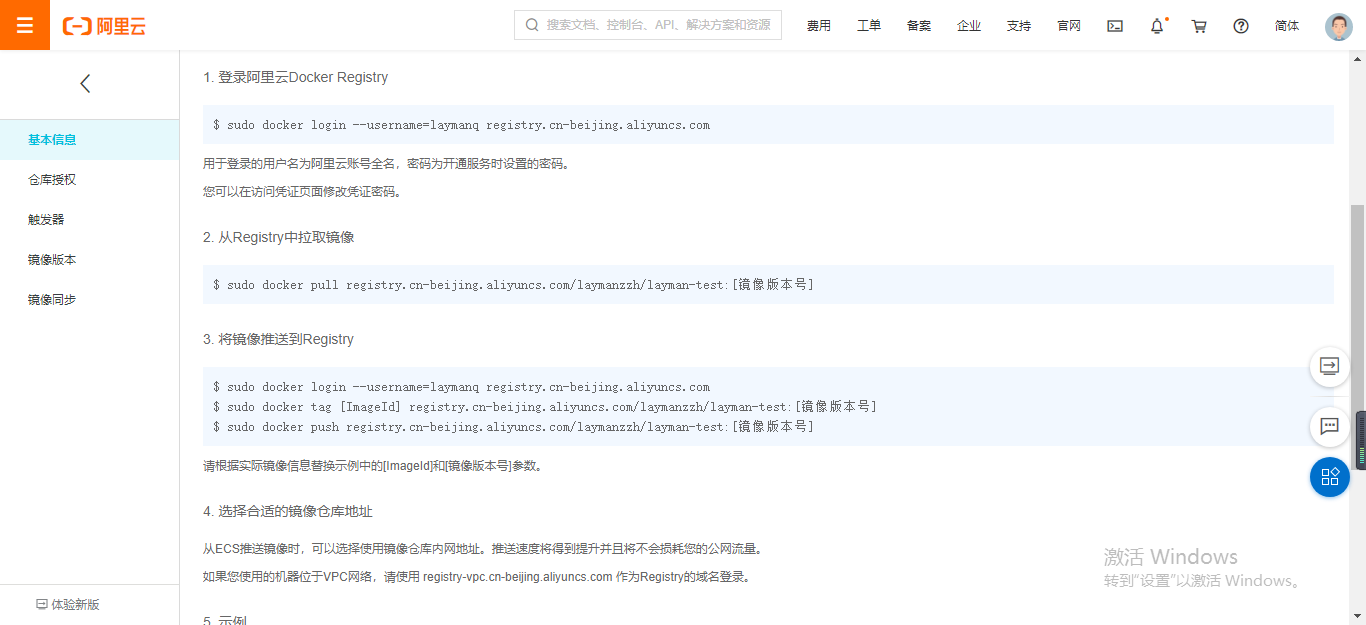 阿里云
搜索文档、控制台、API、解决方案和资源
费用
工单
备案
企业
支持
官网
简体
基本信息
仓库授权
触发器
镜像版本
镜像同步
体验新版
1. 登录阿里云Docker Registry
$ sudo docker login --username=laymanq registry.cn-beijing.aliyuncs.com
用于登录的用户名为阿里云账号全名，密码为开通服务时设置的密码。
您可以在访问凭证页面修改凭证密码。
2. 从Registry中拉取镜像
$ sudo docker pull registry.cn-beijing.aliyuncs.com/laymanzzh/layman-test:[镜像版本号]
3. 将镜像推送到Registry
$ sudo docker login --username=laymanq registry.cn-beijing.aliyuncs.com
$ sudo docker tag [ImageId] registry.cn-beijing.aliyuncs.com/laymanzzh/layman-test:[镜像版本号]
$ sudo docker push registry.cn-beijing.aliyuncs.com/laymanzzh/layman-test:[镜像版本号]
请根据实际镜像信息替换示例中的[ImageId]和[镜像版本号]参数。
4. 选择合适的镜像仓库地址
从ECS推送镜像时，可以选择使用镜像仓库内网地址。推送速度将得到提升并且将不会损耗您的公网流量。
如果您使用的机器位于VPC网络，请使用 registry-vpc.cn-beijing.aliyuncs.com 作为Registry的域名登录。
5. 示例
激活 Windows
转到“设置”以激活 Windows。